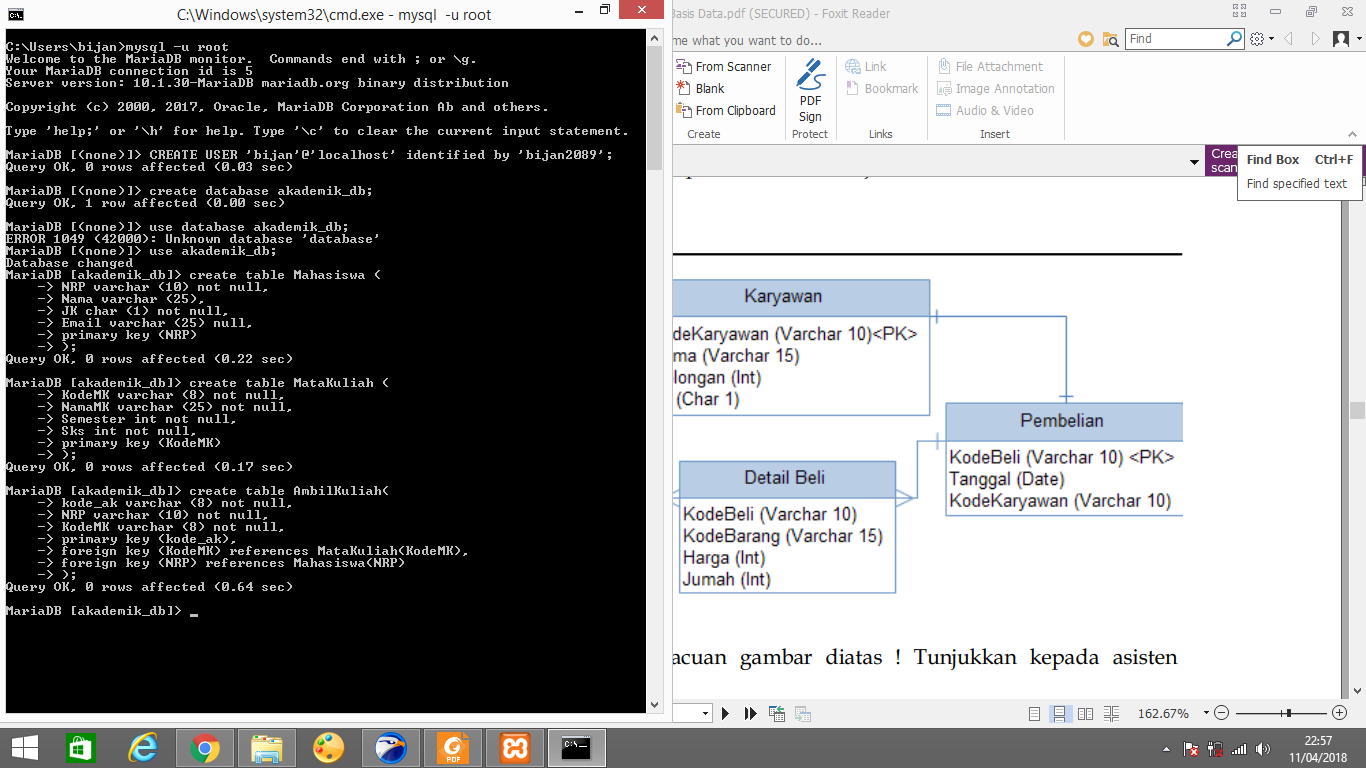 C:\Windows\system32\cmd.exe - mysql  -u root
C:\Users\bijan>mysql -u root
Welcome to the MariaDB monitor.  Commands end with ; or \g.
Your MariaDB connection id is 5
Server version: 10.1.30-MariaDB mariadb.org binary distribution
Copyright (c) 2000, 2017, Oracle, MariaDB Corporation Ab and others.
Type 'help;' or '\h' for help. Type '\c' to clear the current input statement.
MariaDB [(none)]> CREATE USER 'bijan'@'localhost' identified by 'bijan2089';
Query OK, 0 rows affected (0.03 sec)
MariaDB [(none)]> create database akademik_db;
Query OK, 1 row affected (0.00 sec)
MariaDB [(none)]> use database akademik_db;
ERROR 1049 (42000): Unknown database 'database'
MariaDB [(none)]> use akademik_db;
Database changed
MariaDB [akademik_db]> create table Mahasiswa (
    -> NRP varchar (10) not null,
    -> Nama varchar (25),
    -> JK char (1) not null,
    -> Email varchar (25) null,
    -> primary key (NRP)
    -> );
Query OK, 0 rows affected (0.22 sec)
MariaDB [akademik_db]> create table MataKuliah (
    -> KodeMK varchar (8) not null,
    -> NamaMK varchar (25) not null,
    -> Semester int not null,
    -> Sks int not null,
    -> primary key (KodeMK)
    -> );
Query OK, 0 rows affected (0.17 sec)
MariaDB [akademik_db]> create table AmbilKuliah(
    -> kode_ak varchar (8) not null,
    -> NRP varchar (10) not null,
    -> KodeMK varchar (8) not null,
    -> primary key (kode_ak),
    -> foreign key (KodeMK) references MataKuliah(KodeMK),
    -> foreign key (NRP) references Mahasiswa(NRP)
    -> );
Query OK, 0 rows affected (0.64 sec)
MariaDB [akademik_db]> _
Basis Data.pdf (SECURED) - Foxit Reader
me what you want to do...
Find
From Scanner
Blank
From Clipboard
Create
PDF
Sign
Protect
Link
Bookmark
Links
File Attachment
Image Annotation
Audio & Video
Insert
Crea
scan
Find Box Ctrl+F
Find specified text
Karyawan
deKaryawan (Varchar 10)<PK>
ma (Varchar 15)
longan (Int)
(Char 1)
Pembelian
KodeBeli (Varchar 10) <PK>
Tanggal (Date)
KodeKaryawan (Varchar 10)
Detail Beli
KodeBeli (Varchar 10)
KodeBarang (Varchar 15)
Harga (Int)
Jumah (Int)
acuan gambar diatas ! Tunjukkan kepada asisten
162.67%
PDF
C:\
22:57
11/04/2018